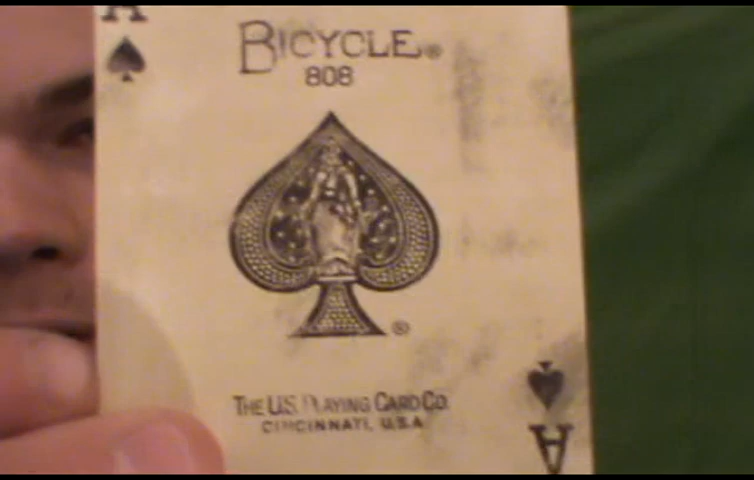 A
BICYCLE®
808
®
THE U.S. PLAYING CARD CO.
CINCINNATI, U.S.A
A